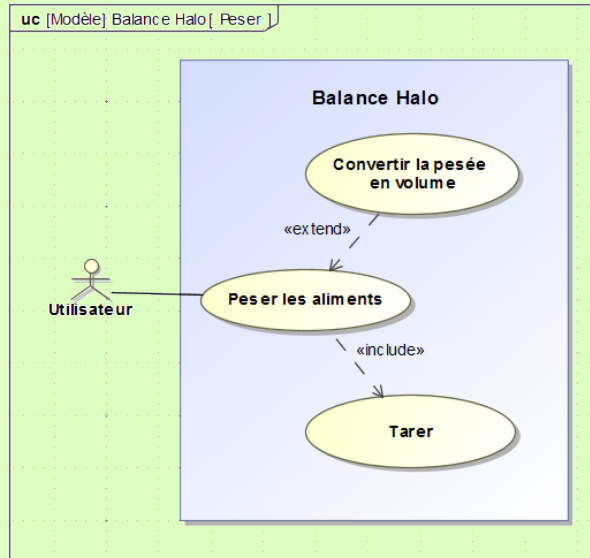 uc [Modèle] Balance Halo[ Peser ]
Balance Halo
Convertir la pesée
en volume
«extend»
Peser les aliments
Utilisateur
«include»
Tarer